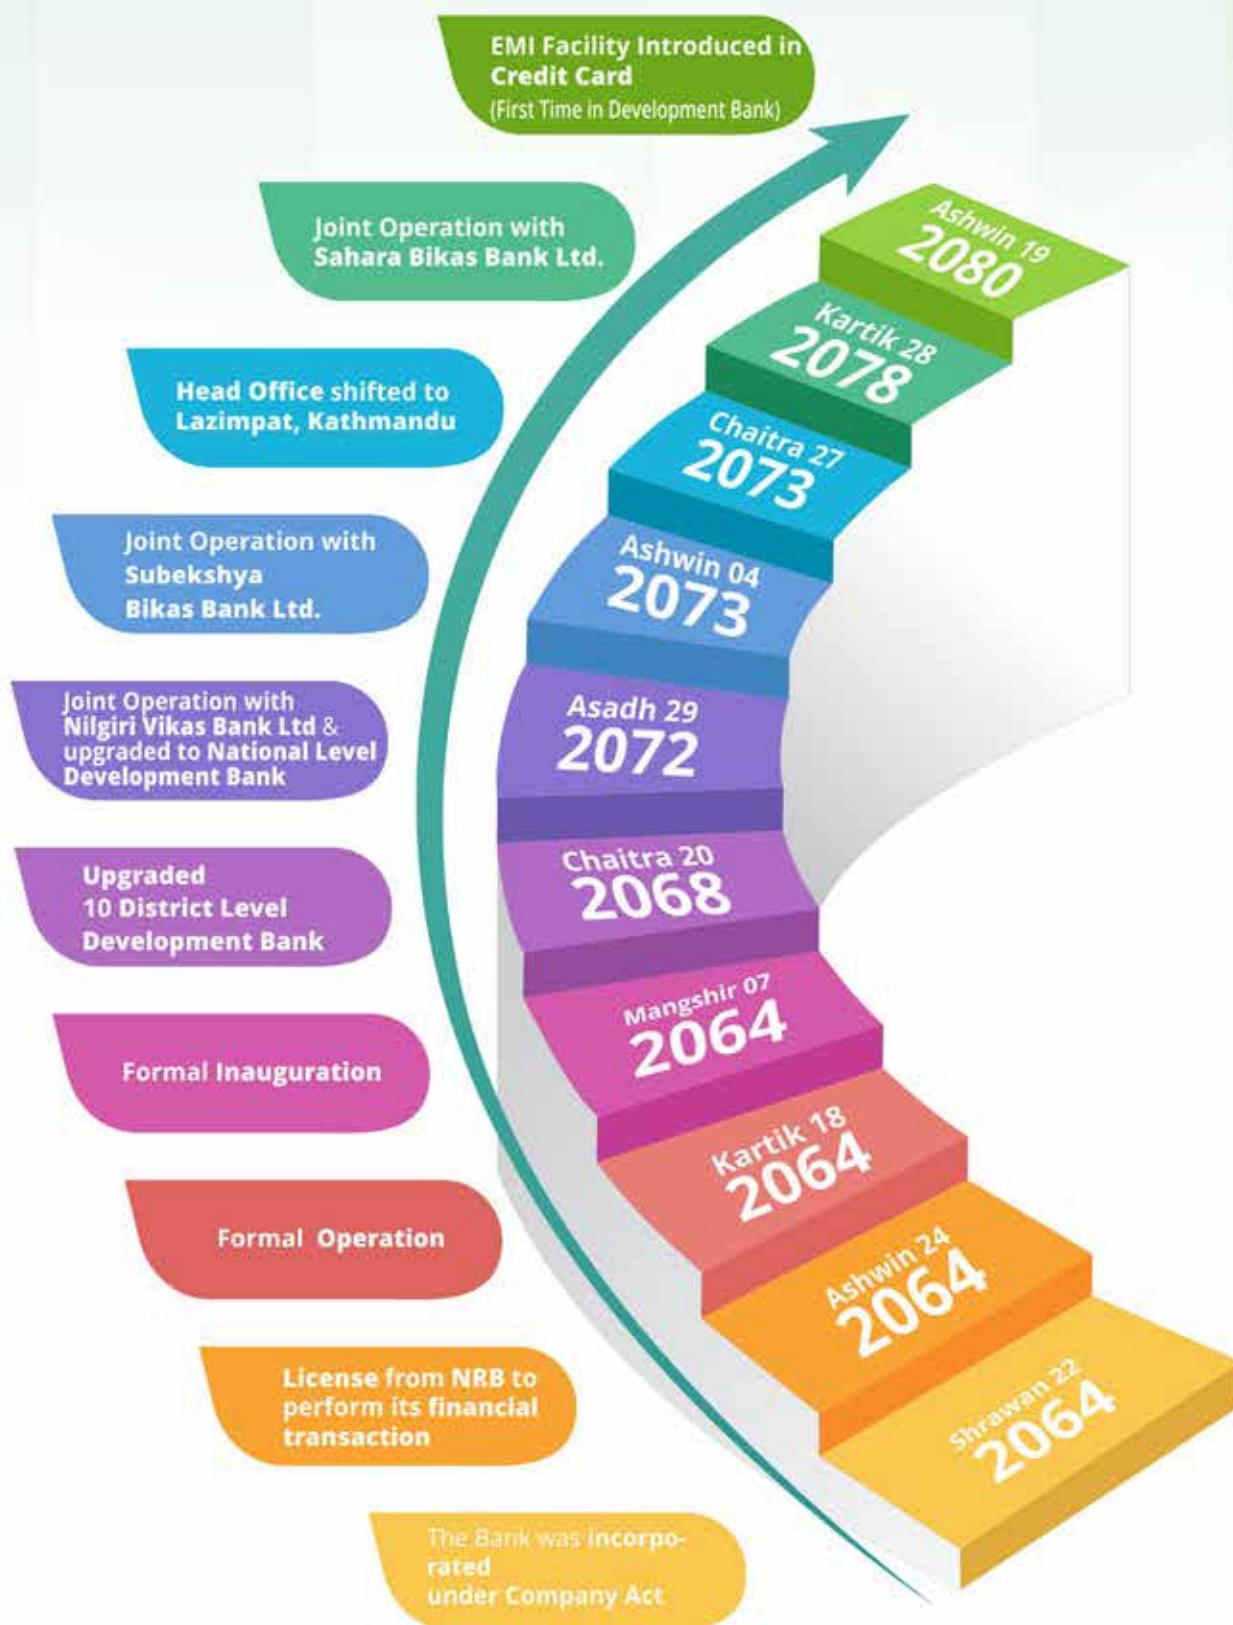 EMI Facility Introduced in
Credit Card
(First Time in Development Bank)
Ashwin 19
2080
Joint Operation with
Sahara Bikas Bank Ltd.
Kartik 28
2078
Head Office shifted to
Lazimpat, Kathmandu
Chaitra 27
2073
Joint Operation with
Subekshya
Bikas Bank Ltd.
Ashwin 04
2073
Joint Operation with
Nilgiri Vikas Bank Ltd &
upgraded to National Level
Development Bank
Asadh 29
2072
Upgraded
10 District Level
Development Bank
Chaitra 20
2068
Formal Inauguration
Mangshir 07
2064
Formal Operation
Kartik 18
2064
License from NRB to
perform its financial
transaction
Ashwin 24
2064
The Bank was incorpo-
rated
under Company Act
Shrawan 22
2064